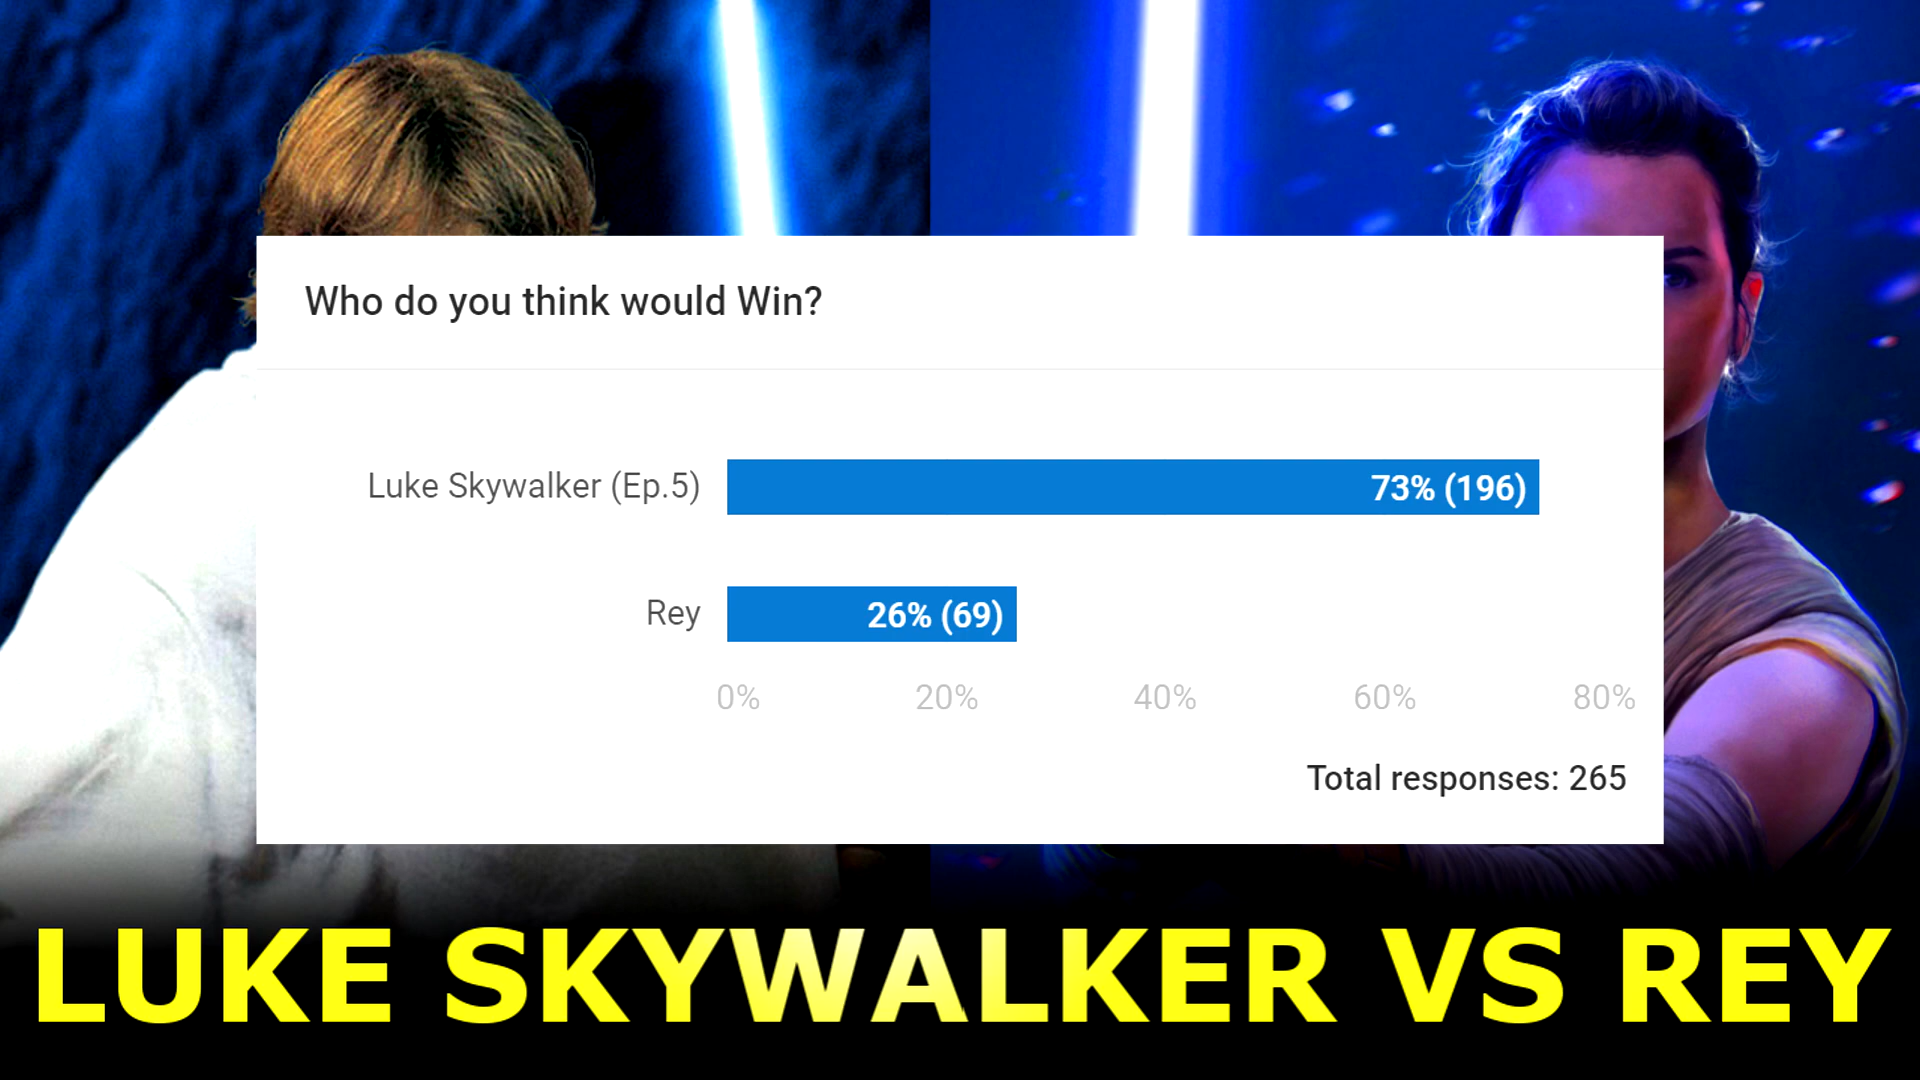 Who do you think would Win?
Luke Skywalker (Ep.5) 73% (196)
Rey 26% (69)
0% 20% 40% 60% 80%
Total responses: 265
LUKE SKYWALKER VS REY